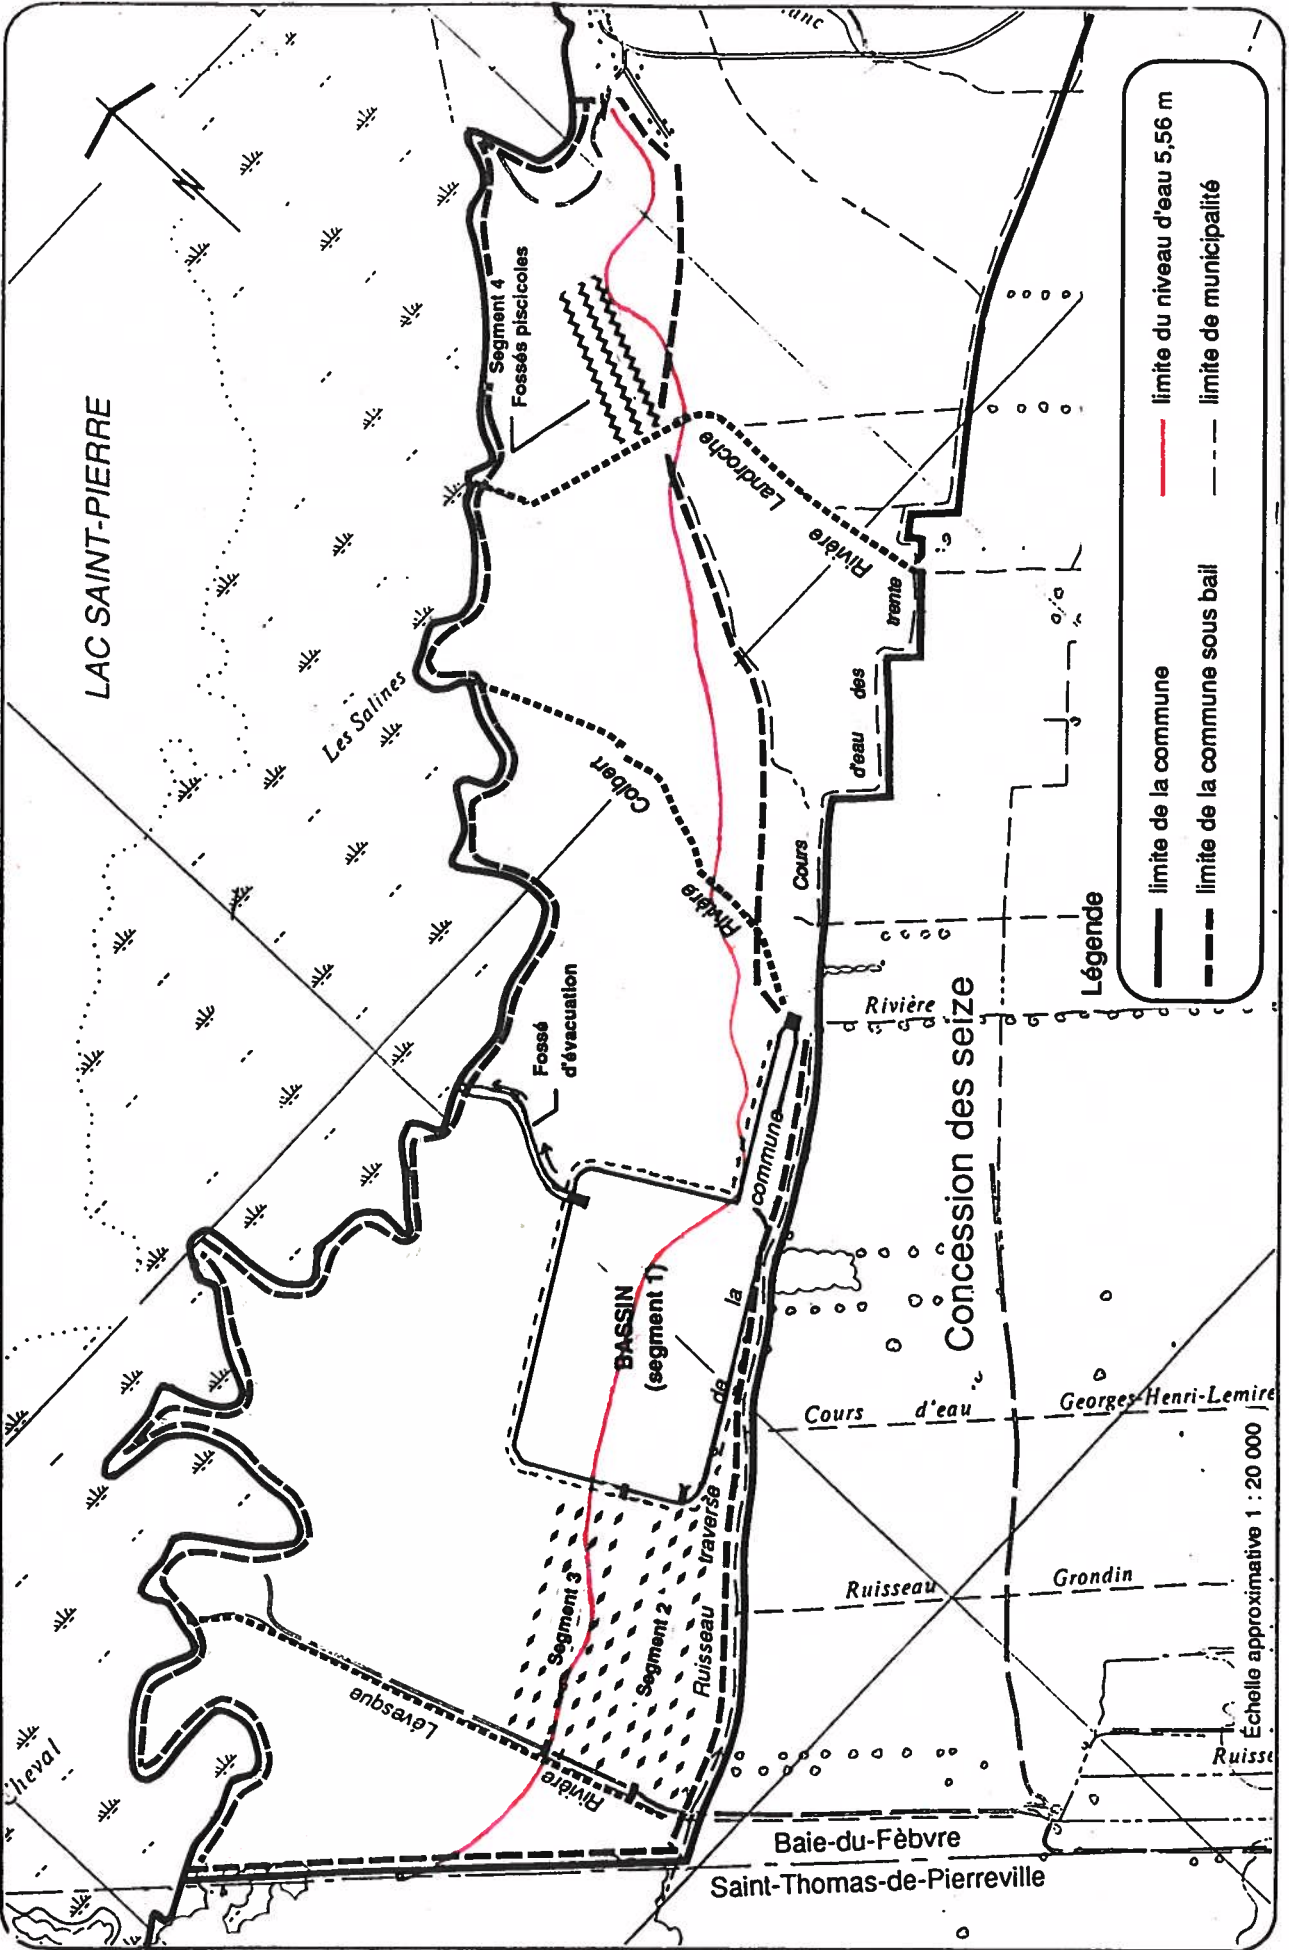 LAC SAINT-PIERRE
N
Les Salines
Segment 4
Fossés piscicoles
Rivière Landroche
Rivière Colbert
Cours d'eau des trente
Fossé
d'évacuation
BASSIN
(segment 1)
Ruisseau traverse de la commune
Segment 3
Segment 2
Rivière Lévesque
Concession des seize
Rivière
Cours d'eau Georges-Henri-Lemire
Ruisseau Grondin
Baie-du-Fèbvre
Saint-Thomas-de-Pierreville
Légende
limite de la commune
limite de la commune sous bail
limite du niveau d'eau 5,56 m
limite de municipalité
Échelle approximative 1 : 20 000